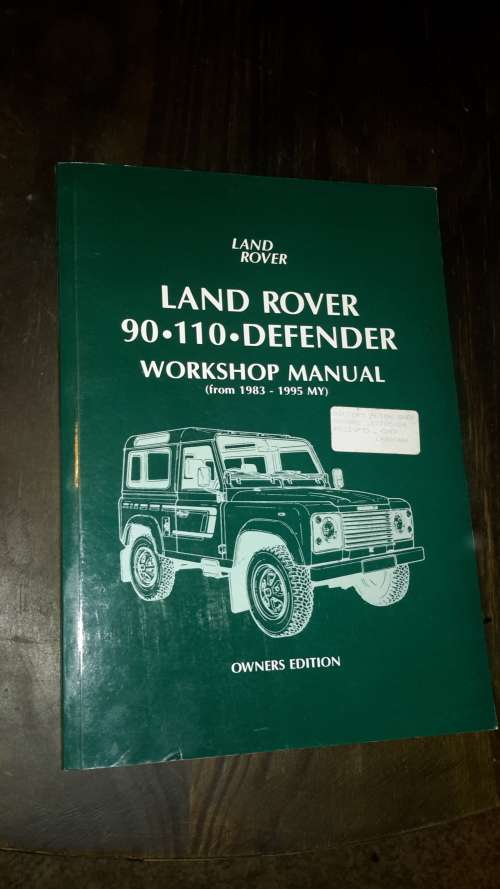 LAND
ROVER
LAND ROVER
90•110•DEFENDER
WORKSHOP MANUAL
(from 1983 - 1995 MY)
OWNERS EDITION